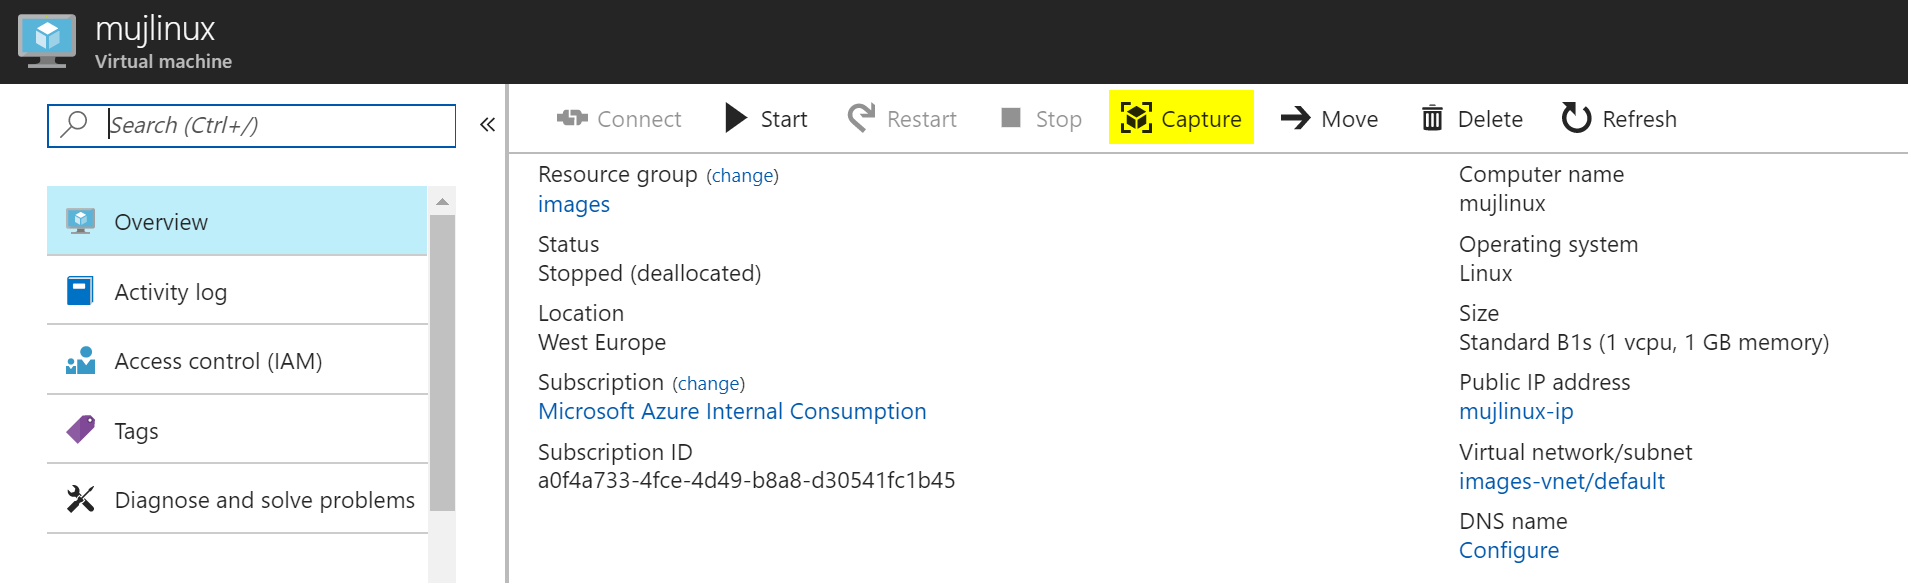 mujlinux
Virtual machine
Search (Ctrl+/)
«
Overview
Activity log
Access control (IAM)
Tags
Diagnose and solve problems
Connect Start Restart Stop Capture Move Delete Refresh
Resource group (change)
images
Status
Stopped (deallocated)
Location
West Europe
Subscription (change)
Microsoft Azure Internal Consumption
Subscription ID
a0f4a733-4fce-4d49-b8a8-d30541fc1b45
Computer name
mujlinux
Operating system
Linux
Size
Standard B1s (1 vcpu, 1 GB memory)
Public IP address
mujlinux-ip
Virtual network/subnet
images-vnet/default
DNS name
Configure